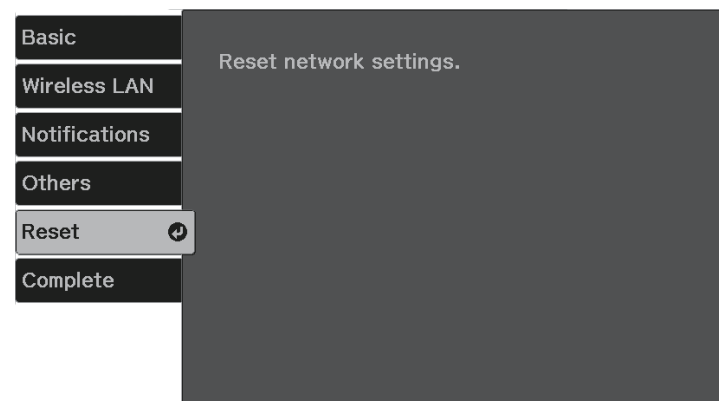 Basic
Wireless LAN
Notifications
Others
Reset
Complete
Reset network settings.